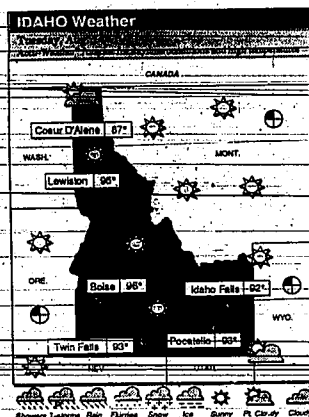 IDAHO Weather
CANADA
Coeur D'Alene 87°
WASH.
MONT.
Lewiston 96°
ORE.
Boise 96°
Idaho Falls 92°
WYO.
Twin Falls 93°
Pocatello 93°
NEV.
UTAH
Showers T-storms Rain Flurries Snow Ice Sunny Pt. Cloudy Cloudy